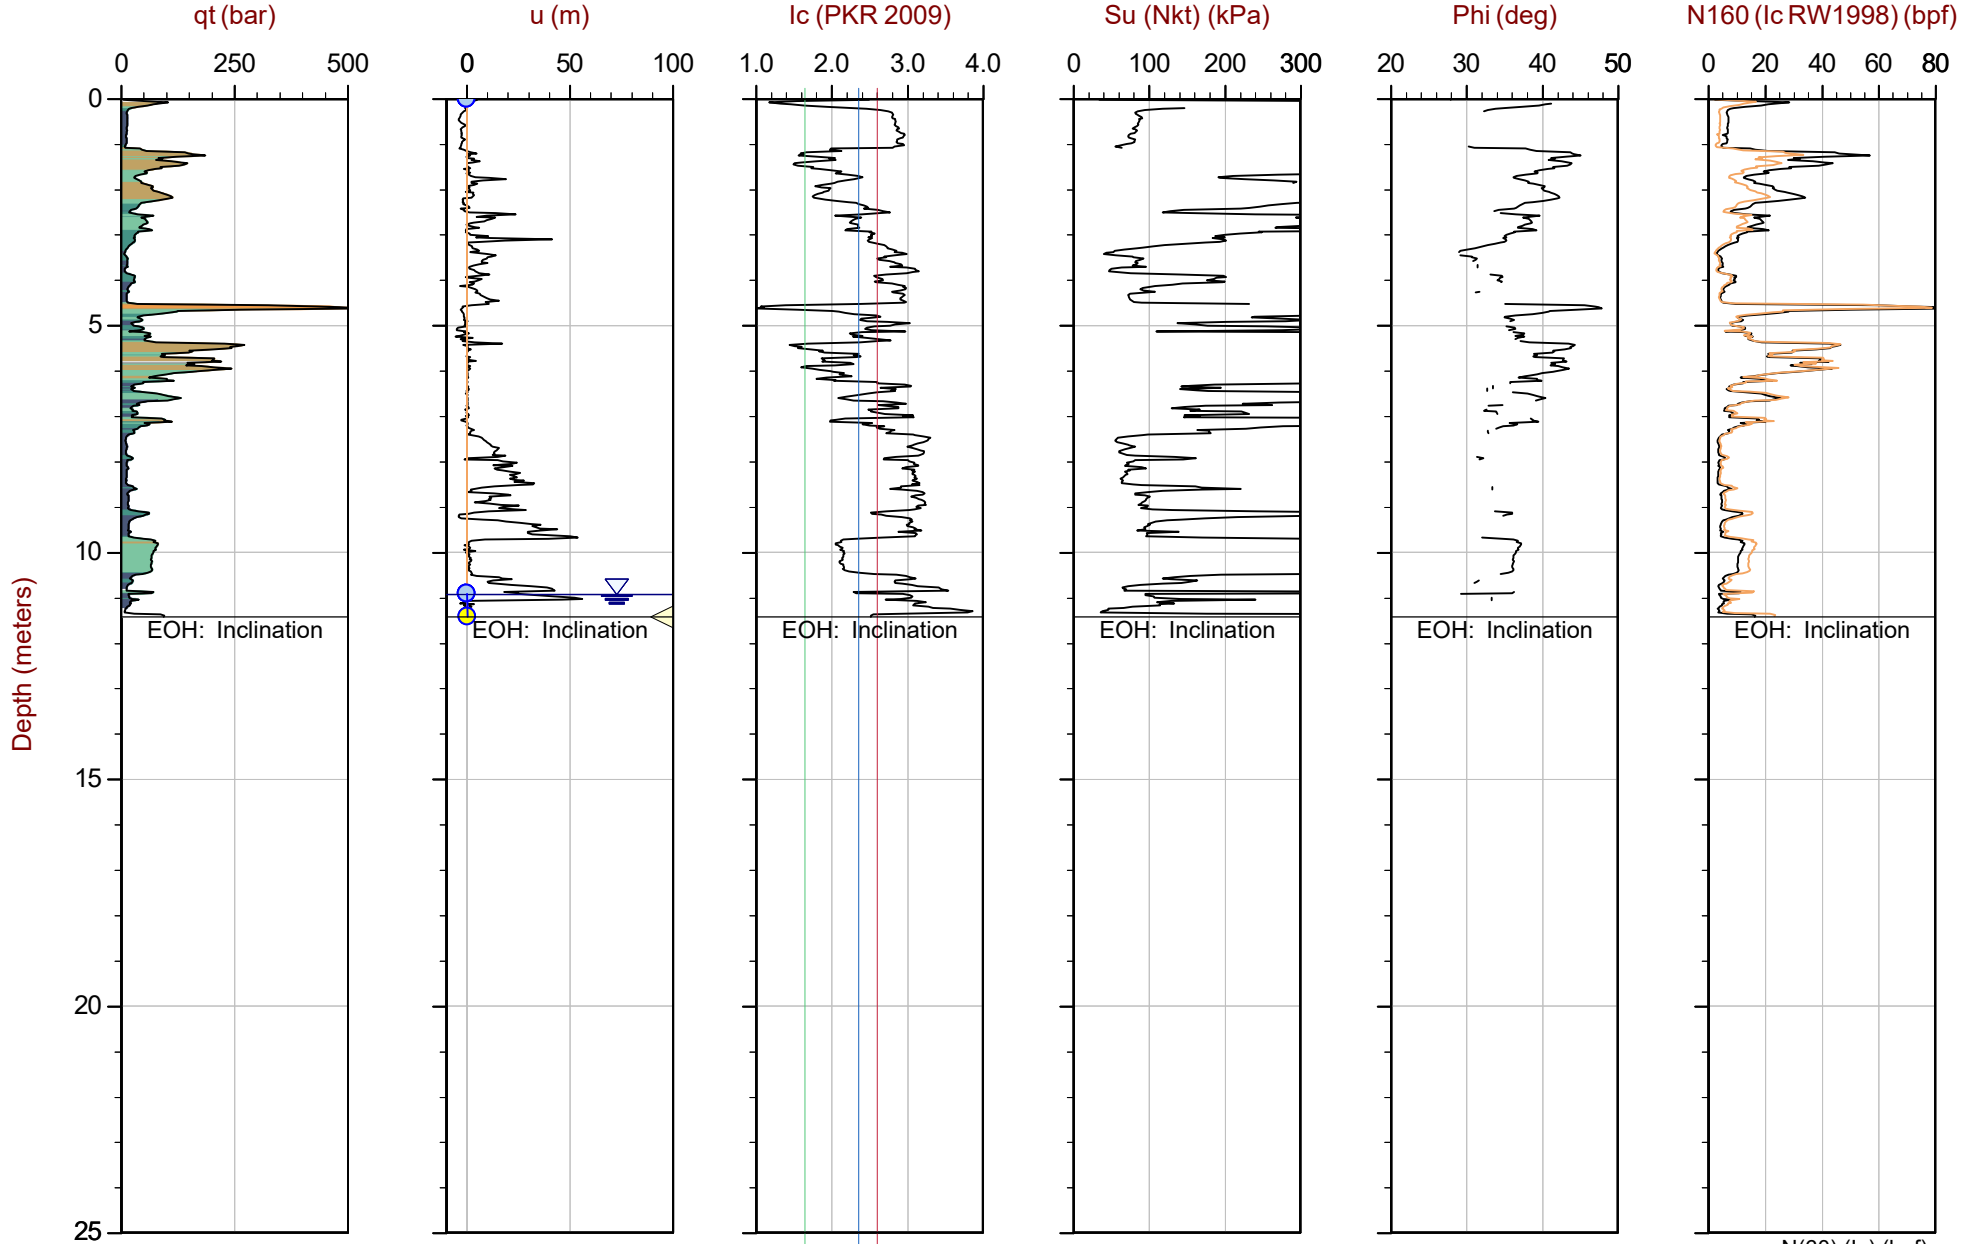 qt (bar) u (m) Ic (PKR 2009) Su (Nkt) (kPa) Phi (deg) N160 (Ic RW1998) (bpf)
0 250 500 0 50 100 1.0 2.0 3.0 4.0 0 100 200 300 20 30 40 50 0 20 40 60 80
0
5
10
EOH: Inclination EOH: Inclination EOH: Inclination EOH: Inclination EOH: Inclination EOH: Inclination
Depth (meters)
15
20
25